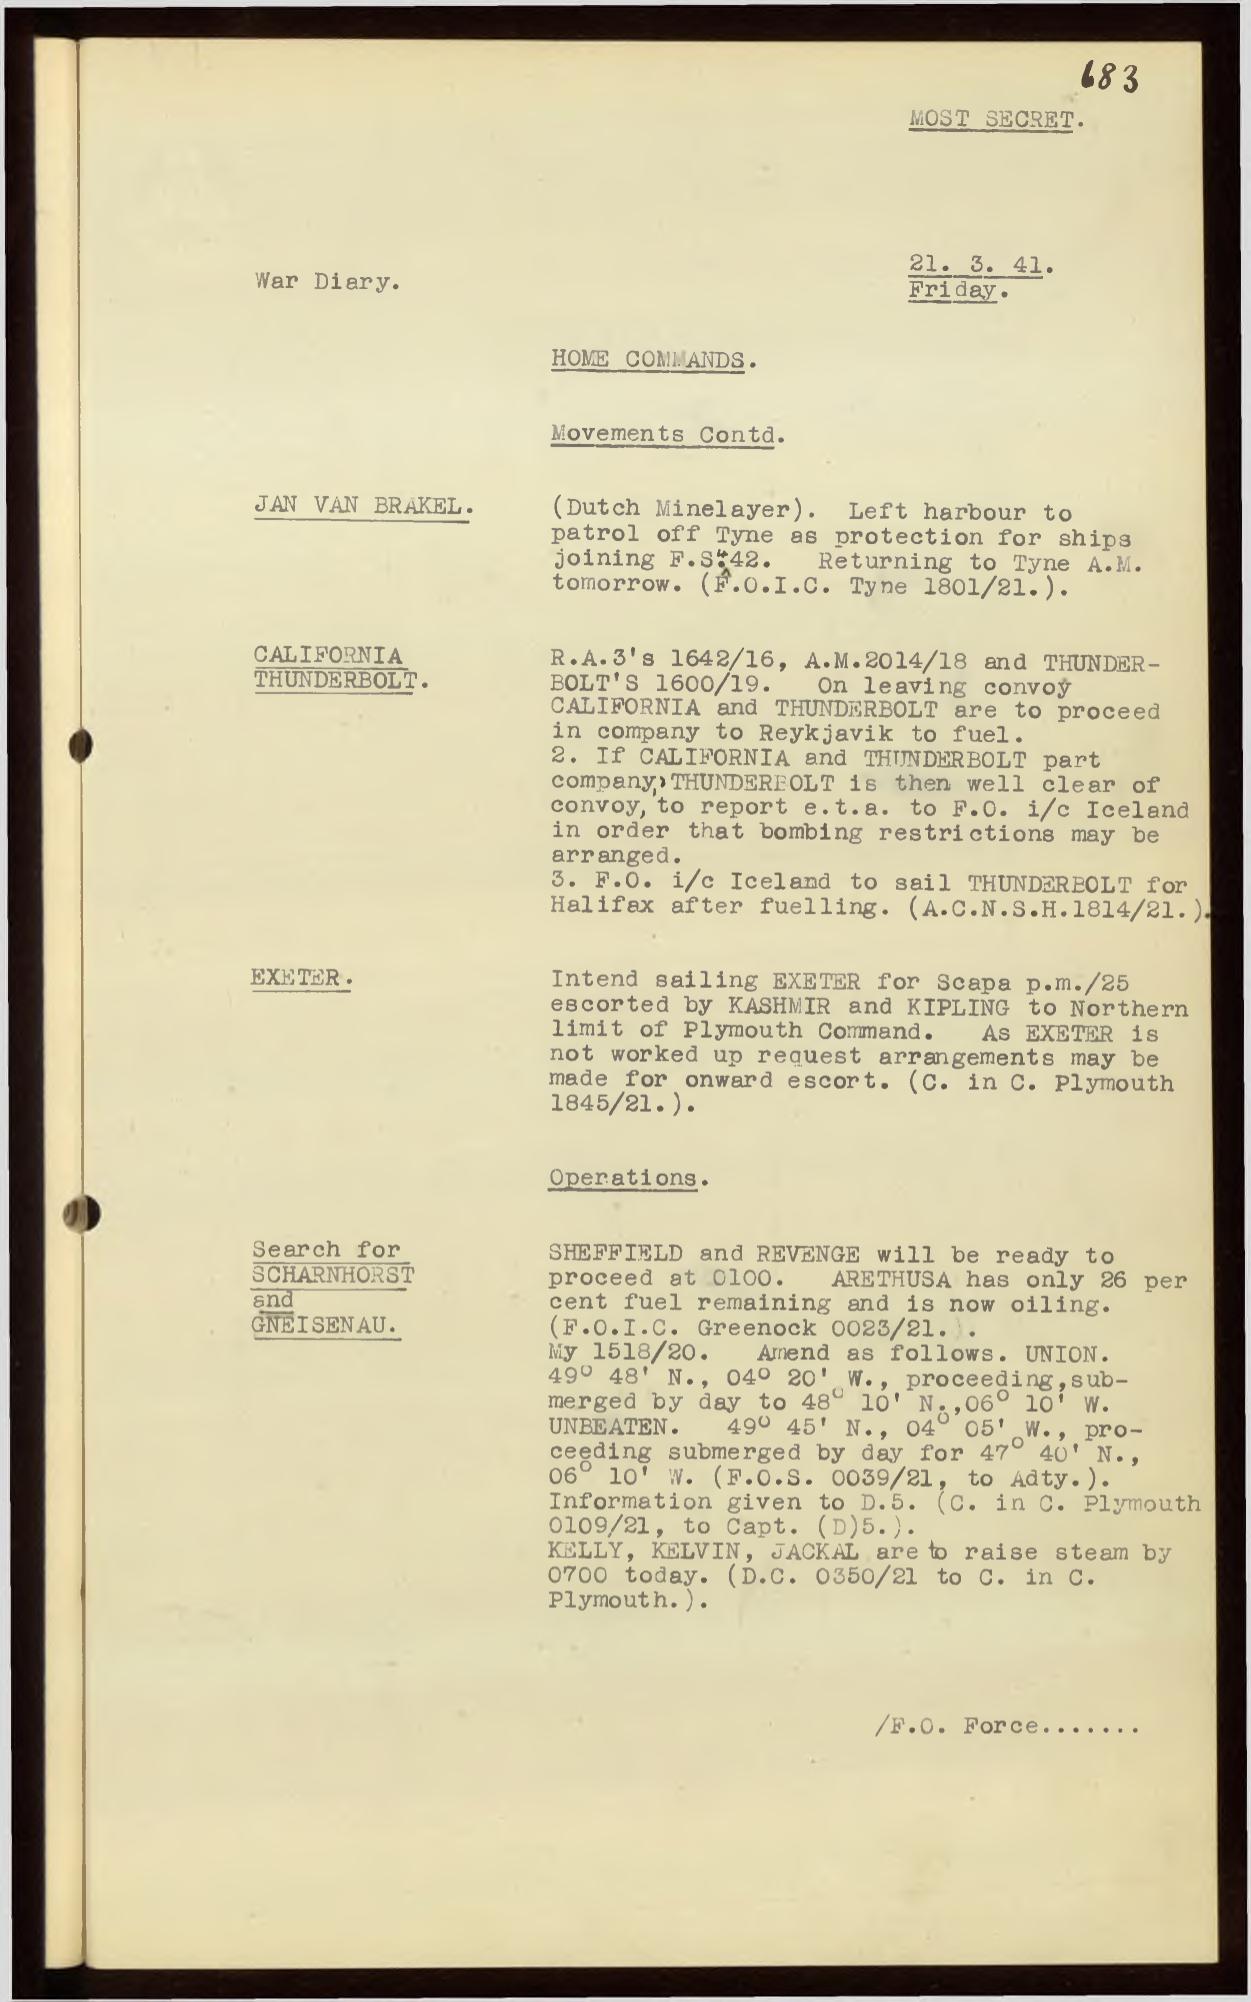 683
MOST SECRET.
War Diary.
21. 3. 41.
Friday.
HOME COMMANDS.
Movements Contd.
JAN VAN BRAKEL.
(Dutch Minelayer). Left harbour to
patrol off Tyne as protection for ships
joining F.S. 42. Returning to Tyne A.M.
tomorrow. (F.O.I.C. Tyne 1801/21.).
CALIFORNIA
THUNDERBOLT.
R.A.3's 1642/16, A.M.2014/18 and THUNDER-
BOLT'S 1600/19. On leaving convoy
CALIFORNIA and THUNDERBOLT are to proceed
in company to Reykjavik to fuel.
2. If CALIFORNIA and THUNDERBOLT part
company, THUNDERBOLT is then well clear of
convoy, to report e.t.a. to F.O. i/c Iceland
in order that bombing restrictions may be
arranged.
3. F.O. i/c Iceland to sail THUNDERBOLT for
Halifax after fuelling. (A.C.N.S.H.1814/21.).
EXETER.
Intend sailing EXETER for Scapa p.m./25
escorted by KASHMIR and KIPLING to Northern
limit of Plymouth Command. As EXETER is
not worked up request arrangements may be
made for onward escort. (C. in C. Plymouth
1845/21.).
Operations.
Search for
SCHARNHORST
and
GNEISENAU.
SHEFFIELD and REVENGE will be ready to
proceed at 0100. ARETHUSA has only 26 per
cent fuel remaining and is now oiling.
(F.O.I.C. Greenock 0023/21. ).
My 1518/20. Amend as follows. UNION.
49° 48' N., 04° 20' W., proceeding,sub-
merged by day to 48° 10' N.,06° 10' W.
UNBEATEN. 49° 45' N., 04° 05' W., pro-
ceeding submerged by day for 47° 40' N.,
06° 10' W. (F.O.S. 0039/21, to Adty.).
Information given to D.5. (C. in C. Plymouth
0109/21, to Capt. (D)5.).
KELLY, KELVIN, JACKAL are to raise steam by
0700 today. (D.C. 0350/21 to C. in C.
Plymouth.).
/F.O. Force.......